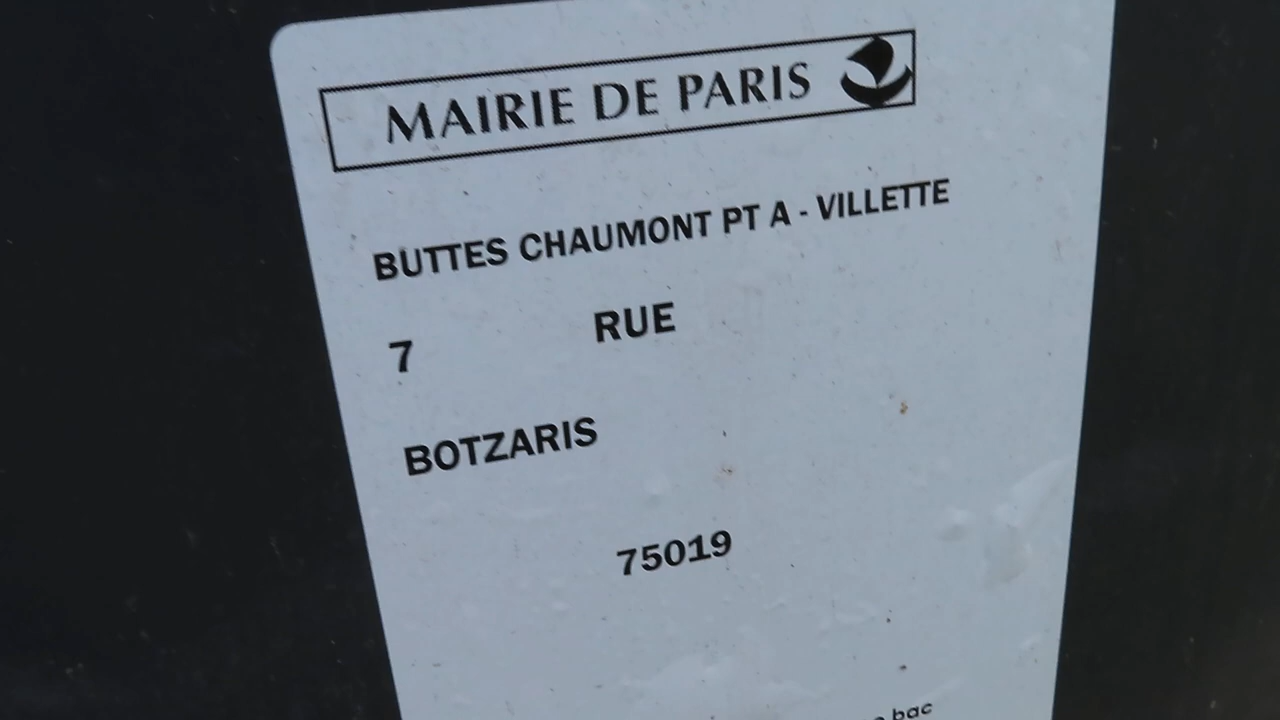 MAIRIE DE PARIS
BUTTES CHAUMONT PT A - VILLETTE
7 RUE
BOTZARIS
75019
bac